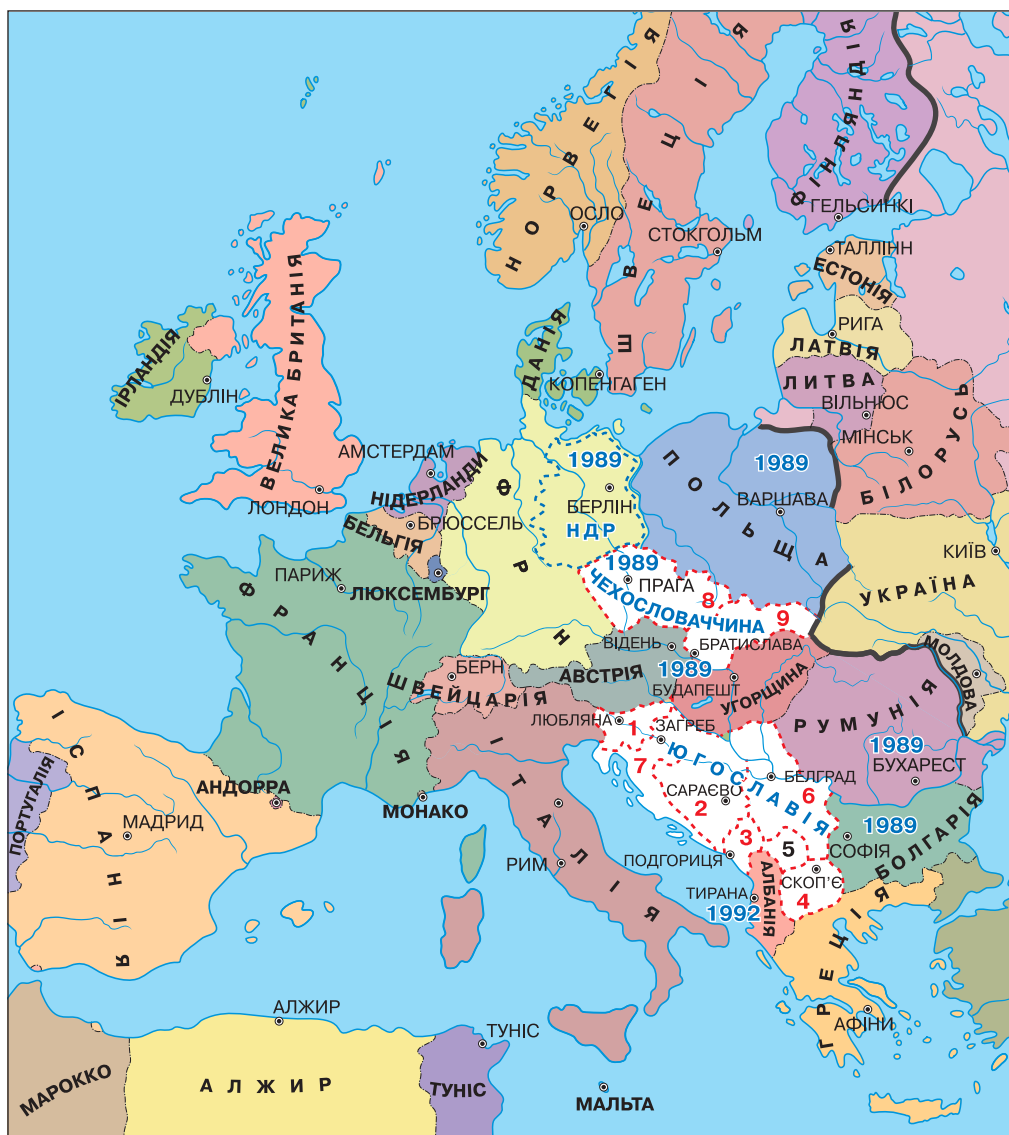 НОРВЕГІЯ
ШВЕЦІЯ
ФІНЛЯНДІЯ
ОСЛО
ГЕЛЬСИНКІ
СТОКГОЛЬМ
ТАЛЛІНН
ЕСТОНІЯ
РИГА
ЛАТВІЯ
ЛИТВА
ВІЛЬНЮС
МІНСЬК
БІЛОРУСЬ
ІРЛАНДІЯ
ДУБЛІН
ВЕЛИКА БРИТАНІЯ
ЛОНДОН
ДАНІЯ
КОПЕНГАГЕН
АМСТЕРДАМ
НІДЕРЛАНДИ
БРЮССЕЛЬ
БЕЛЬГІЯ
ФРН
1989
БЕРЛІН
НДР
ПОЛЬЩА
1989
ВАРШАВА
КИЇВ
УКРАЇНА
МОЛДОВА
ПАРИЖ
ЛЮКСЕМБУРГ
ФРАНЦІЯ
1989
ПРАГА
ЧЕХОСЛОВАЧЧИНА
8
9
ВІДЕНЬ
БРАТИСЛАВА
АВСТРІЯ
1989
БУДАПЕШТ
УГОРЩИНА
БЕРН
ШВЕЙЦАРІЯ
РУМУНІЯ
1989
БУХАРЕСТ
ЛЮБЛЯНА
1
ЗАГРЕБ
ЮГОСЛАВІЯ
7
БЕЛГРАД
САРАЄВО
2
6
3
5
ПОДГОРИЦЯ
1989
СОФІЯ
БОЛГАРІЯ
СКОП'Є
4
ТИРАНА
1992
АЛБАНІЯ
ГРЕЦІЯ
АФІНИ
ІТАЛІЯ
РИМ
МОНАКО
АНДОРРА
ІСПАНІЯ
МАДРИД
ПОРТУГАЛІЯ
МАРОККО
АЛЖИР
АЛЖИР
ТУНІС
ТУНІС
МАЛЬТА